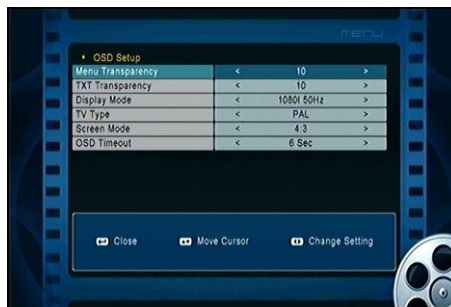 MENU
• OSD Setup
Menu Transparency < 10 >
TXT Transparency < 10 >
Display Mode < 1080I 50Hz >
TV Type < PAL >
Screen Mode < 4:3 >
OSD Timeout < 6 Sec >
Close Move Cursor Change Setting